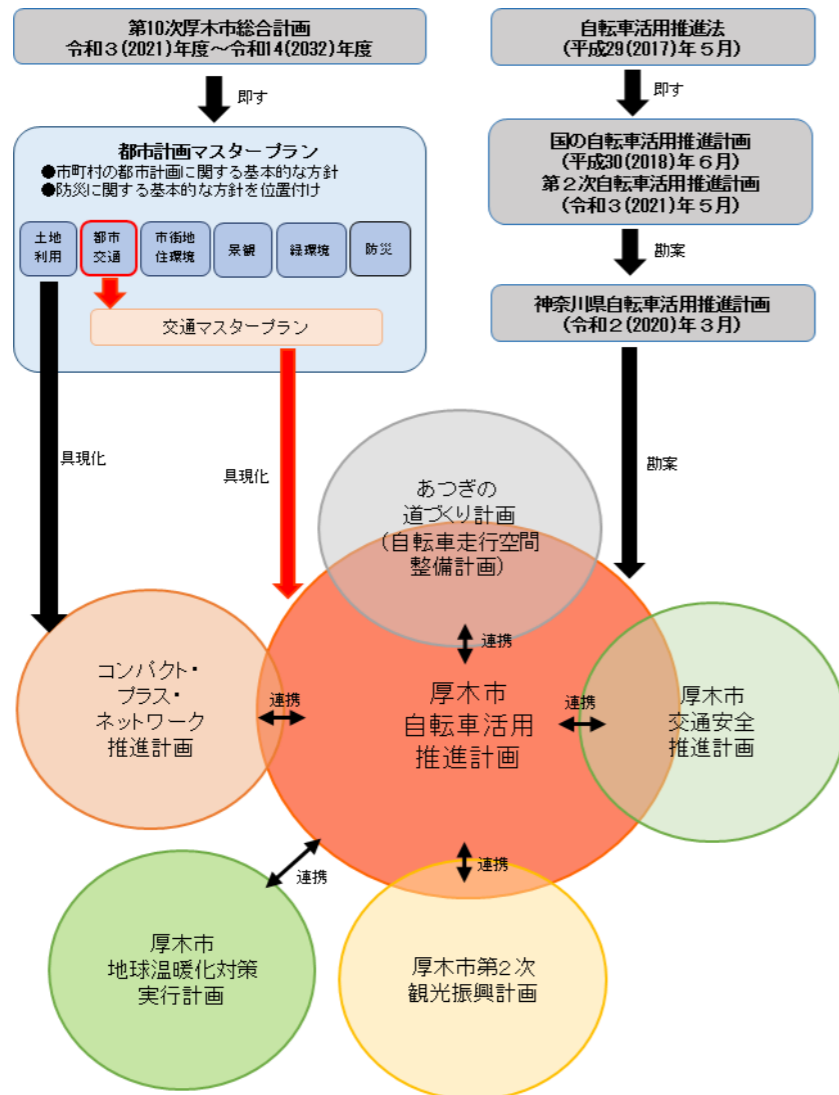 第10次厚木市総合計画
令和３(2021)年度～令和14(2032)年度
即す
都市計画マスタープラン
●市町村の都市計画に関する基本的な方針
●防災に関する基本的な方針を位置付け
土地
利用
都市
交通
市街地
住環境
景観
緑環境
防災
交通マスタープラン
具現化
具現化
自転車活用推進法
(平成29(2017)年５月)
即す
国の自転車活用推進計画
(平成30(2018)年６月)
第２次自転車活用推進計画
(令和３(2021)年５月)
勘案
神奈川県自転車活用推進計画
(令和２(2020)年３月)
勘案
あつぎの
道づくり計画
(自転車走行空間
整備計画)
連携
コンパクト・
プラス・
ネットワーク
推進計画
連携
厚木市
自転車活用
推進計画
連携
厚木市
交通安全
推進計画
連携
連携
厚木市
地球温暖化対策
実行計画
厚木市第２次
観光振興計画